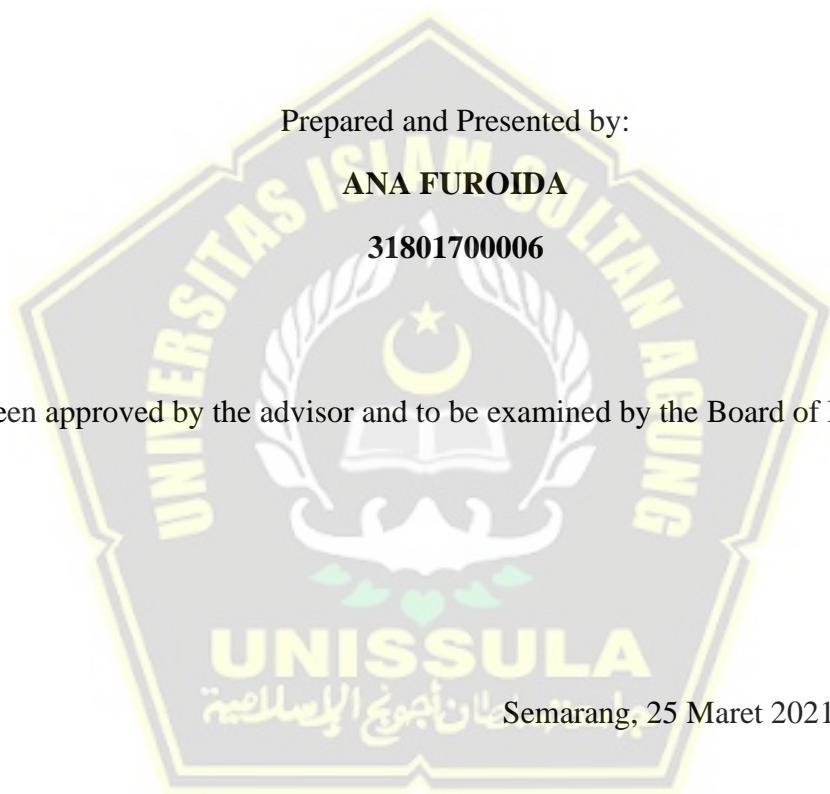 Prepared and Presented by:
ANA FUROIDA
31801700006
een approved by the advisor and to be examined by the Board of
UNIVERSITAS ISLAM SULTAN AGUNG
UNISSULA
جامعة سلطان أجونج الإسلامية
Semarang, 25 Maret 2021